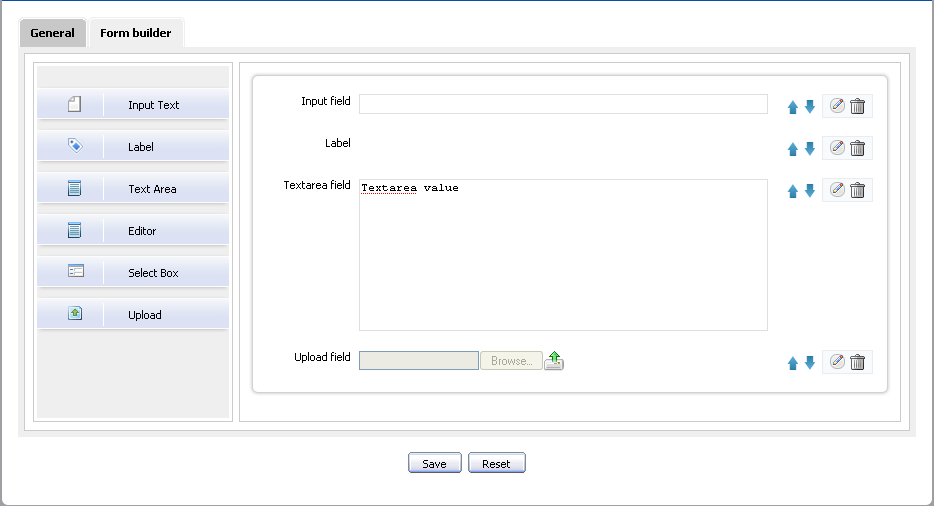 General Form builder
Input Text
Label
Text Area
Editor
Select Box
Upload
Input field
Label
Textarea field Textarea value
Upload field Browse...
Save Reset